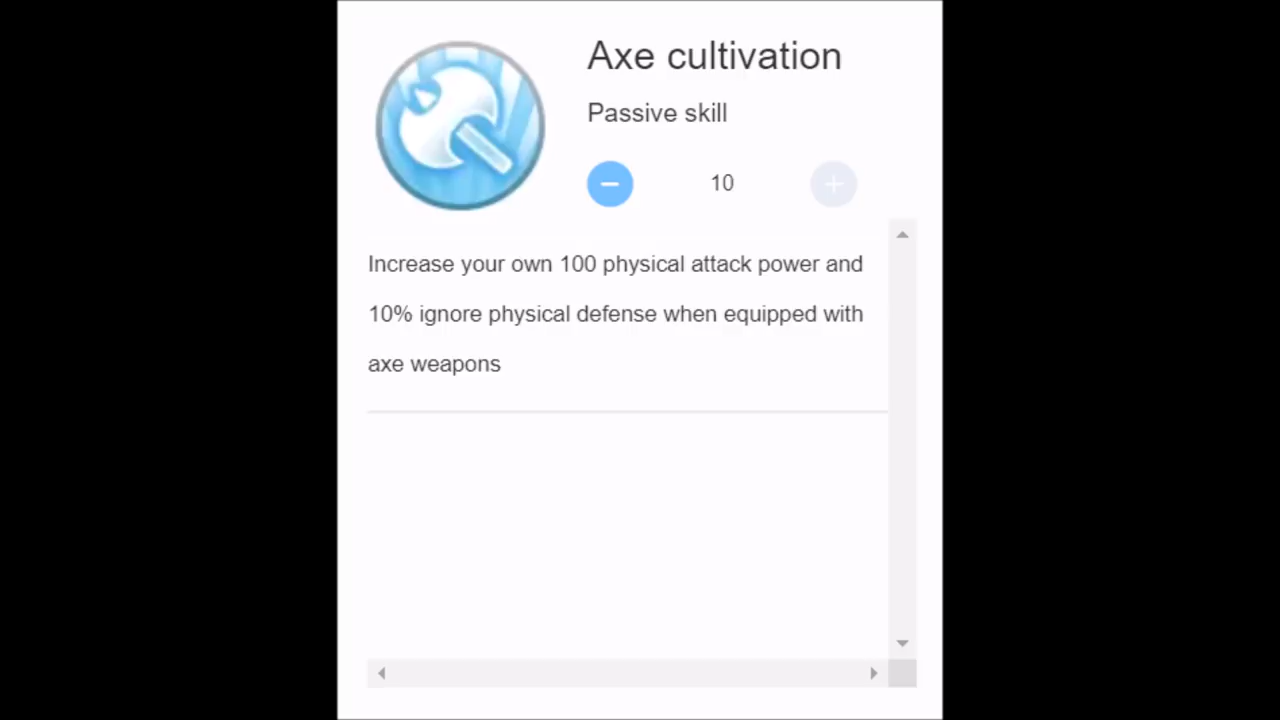 Axe cultivation
Passive skill
10
Increase your own 100 physical attack power and
10% ignore physical defense when equipped with
axe weapons